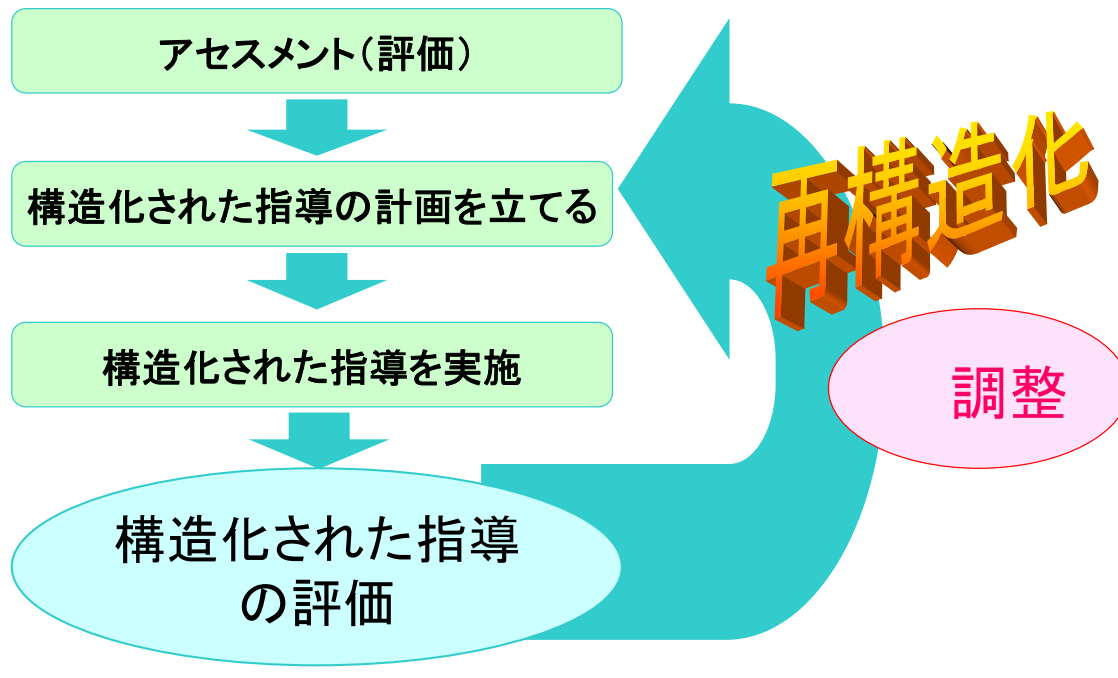 アセスメント（評価）
構造化された指導の計画を立てる
構造化された指導を実施
構造化された指導
の評価
再構造化
調整